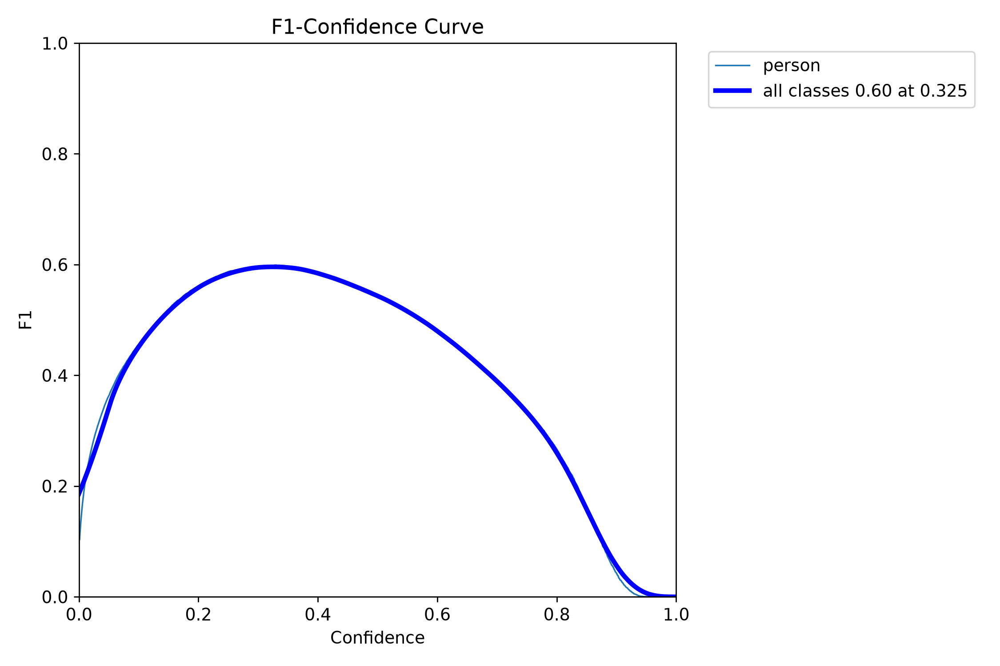 F1-Confidence Curve
1.0
0.8
0.6
0.4
0.2
0.0
F1
0.0 0.2 0.4 0.6 0.8 1.0
Confidence
person
all classes 0.60 at 0.325